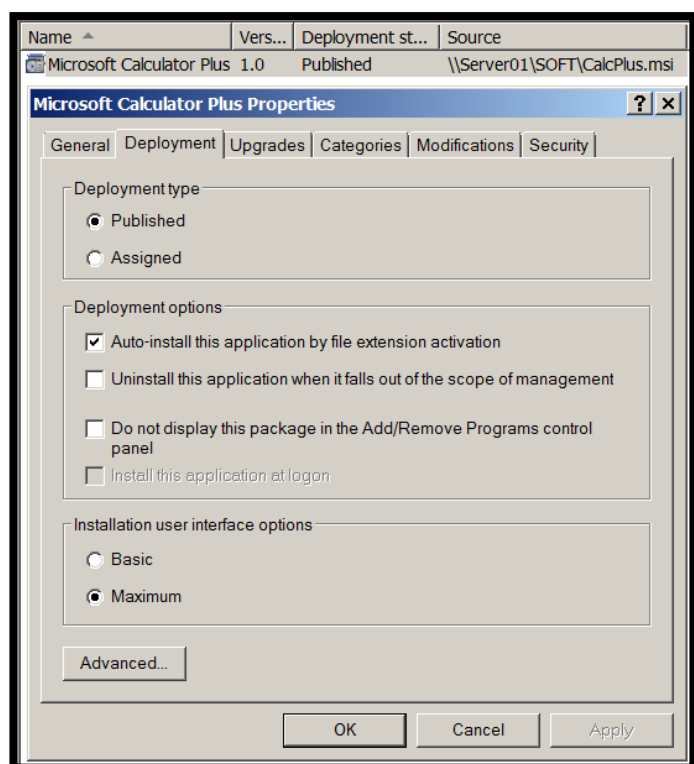 Name Vers... Deployment st... Source
Microsoft Calculator Plus 1.0 Published \\Server01\SOFT\CalcPlus.msi
Microsoft Calculator Plus Properties
General Deployment Upgrades Categories Modifications Security
Deployment type
Published
Assigned
Deployment options
Auto-install this application by file extension activation
Uninstall this application when it falls out of the scope of management
Do not display this package in the Add/Remove Programs control
panel
Install this application at logon
Installation user interface options
Basic
Maximum
Advanced...
OK Cancel Apply